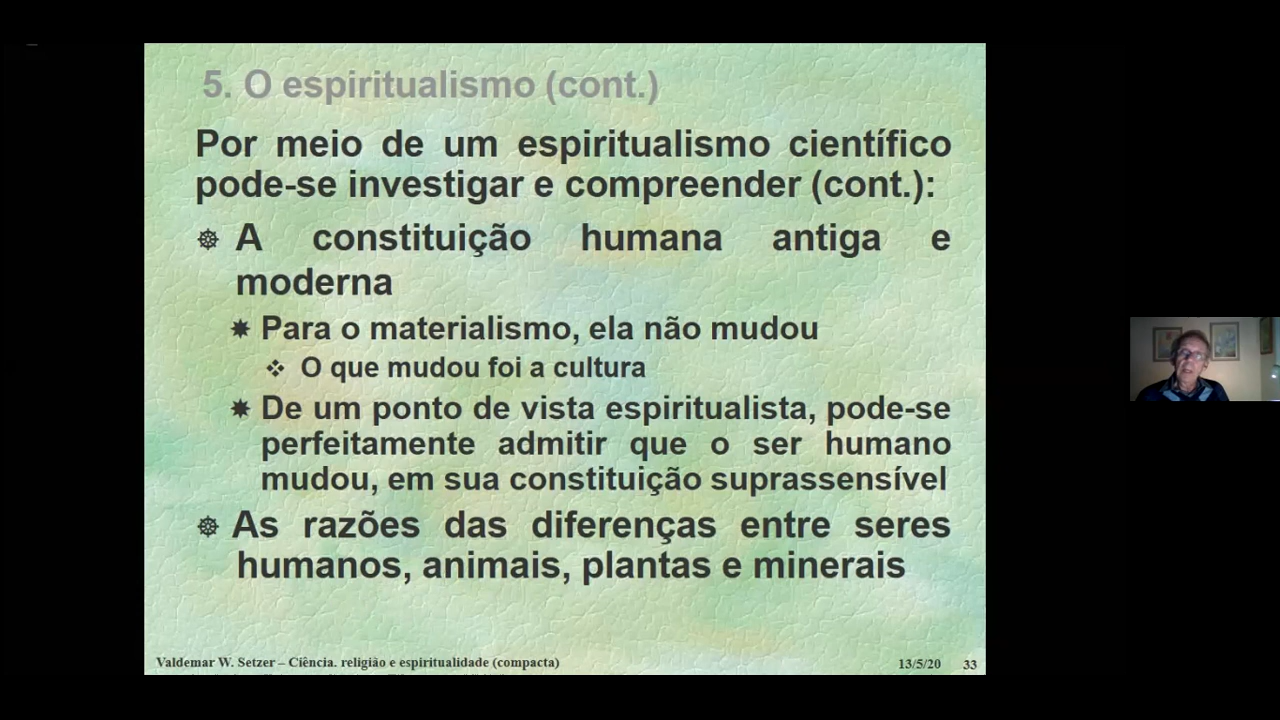 5. O espiritualismo (cont.)
Por meio de um espiritualismo científico
pode-se investigar e compreender (cont.):
A constituição humana antiga e
moderna
Para o materialismo, ela não mudou
O que mudou foi a cultura
De um ponto de vista espiritualista, pode-se
perfeitamente admitir que o ser humano
mudou, em sua constituição suprassensível
As razões das diferenças entre seres
humanos, animais, plantas e minerais
Valdemar W. Setzer – Ciência. religião e espiritualidade (compacta)
13/5/20 33